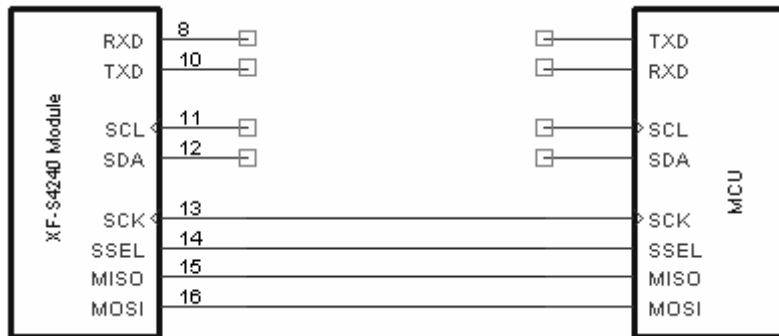 RXD 8 TXD
TXD 10 RXD
SCL 11 SCL
SDA 12 SDA
XF-S4240 Module
MCU
SCK 13 SCK
SSEL 14 SSEL
MISO 15 MISO
MOSI 16 MOSI